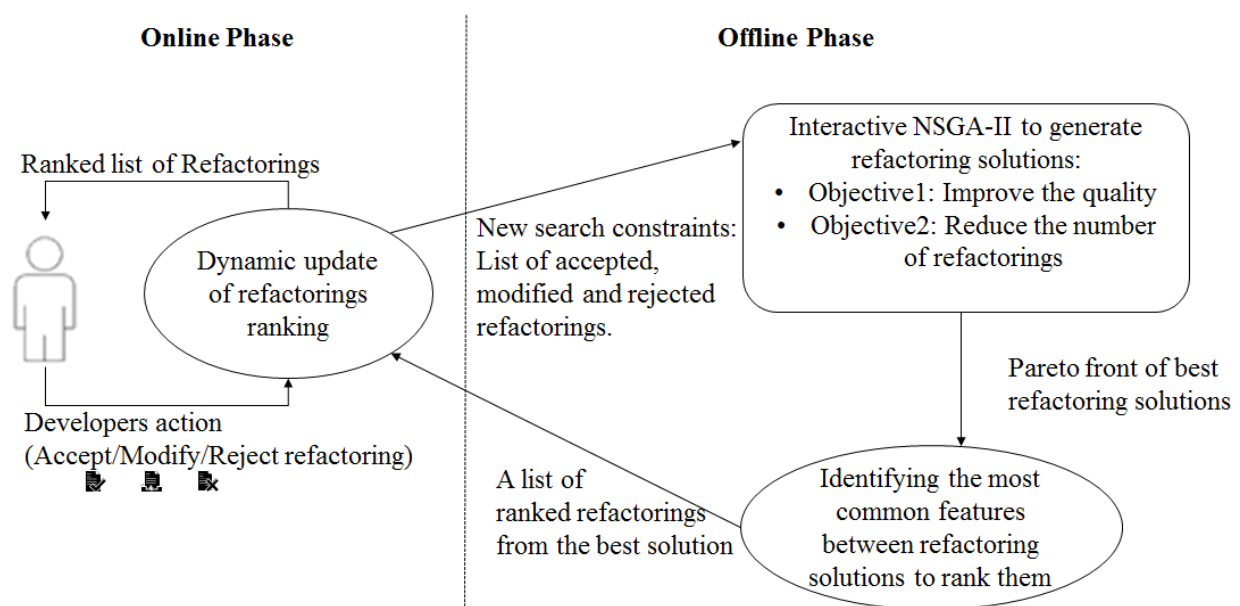 Online Phase
Offline Phase
Ranked list of Refactorings
Dynamic update
of refactorings
ranking
Developers action
(Accept/Modify/Reject refactoring)
New search constraints:
List of accepted,
modified and rejected
refactorings.
Interactive NSGA-II to generate
refactoring solutions:
• Objective1: Improve the quality
• Objective2: Reduce the number
of refactorings
Pareto front of best
refactoring solutions
Identifying the most
common features
between refactoring
solutions to rank them
A list of
ranked refactorings
from the best solution